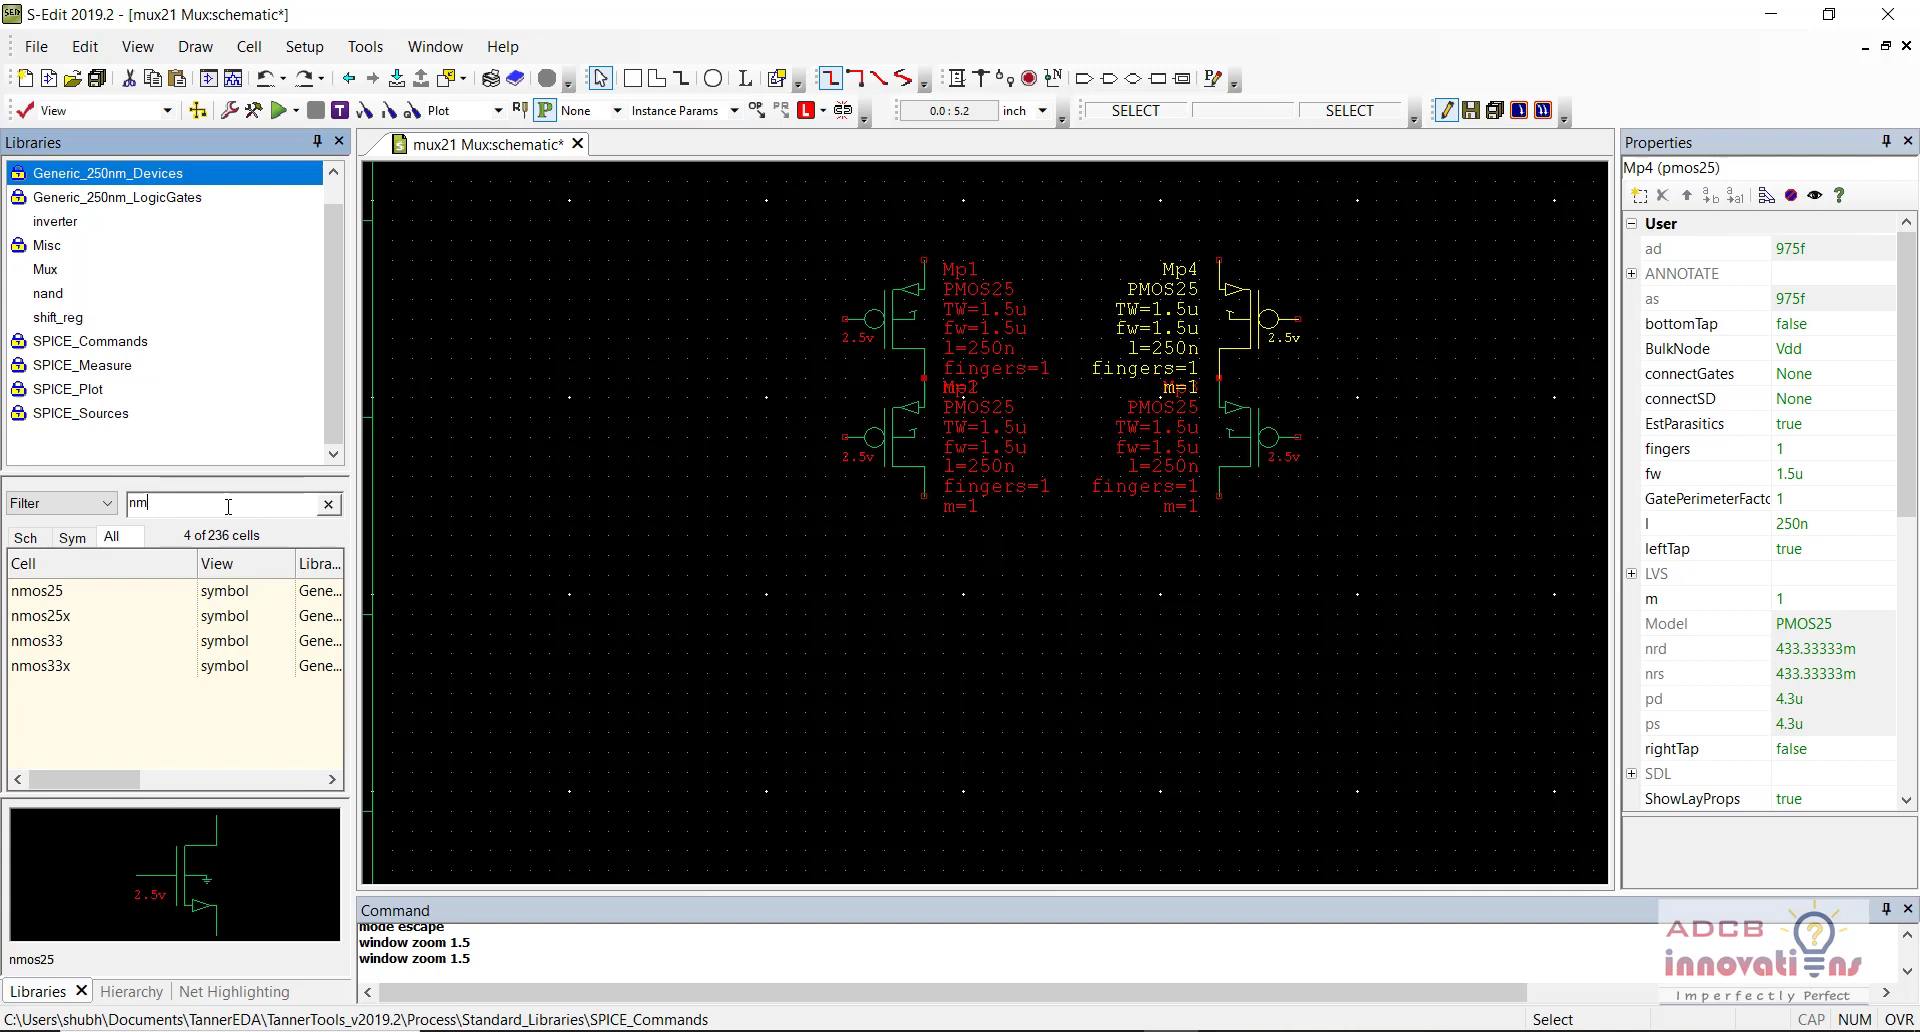 S-Edit 2019.2 - [mux21 Mux:schematic*]
File Edit View Draw Cell Setup Tools Window Help
View Plot None Instance Params 0.0 : 5.2 inch SELECT SELECT
Libraries
Generic_250nm_Devices
Generic_250nm_LogicGates
inverter
Misc
Mux
nand
shift_reg
SPICE_Commands
SPICE_Measure
SPICE_Plot
SPICE_Sources
Filter nm
Sch Sym All 4 of 236 cells
Cell View Libra...
nmos25 symbol Gene...
nmos25x symbol Gene...
nmos33 symbol Gene...
nmos33x symbol Gene...
2.5v
nmos25
Libraries Hierarchy Net Highlighting
mux21 Mux:schematic*
Mp1
PMOS25
TW=1.5u
fw=1.5u
l=250n
fingers=1
2.5v
PMOS25
TW=1.5u
fw=1.5u
l=250n
fingers=1
m=1
2.5v
Mp4
PMOS25
TW=1.5u
fw=1.5u
l=250n
fingers=1
m=1
2.5v
PMOS25
TW=1.5u
fw=1.5u
l=250n
fingers=1
m=1
2.5v
Command
mode escape
window zoom 1.5
window zoom 1.5
Properties
Mp4 (pmos25)
User
ad 975f
ANNOTATE
as 975f
bottomTap false
BulkNode Vdd
connectGates None
connectSD None
EstParasitics true
fingers 1
fw 1.5u
GatePerimeterFactc 1
l 250n
leftTap true
LVS
m 1
Model PMOS25
nrd 433.33333m
nrs 433.33333m
pd 4.3u
ps 4.3u
rightTap false
SDL
ShowLayProps true
ADCB
innovations
Imperfectly Perfect
C:\Users\shubh\Documents\TannerEDA\TannerTools_v2019.2\Process\Standard_Libraries\SPICE_Commands Select CAP NUM OVR